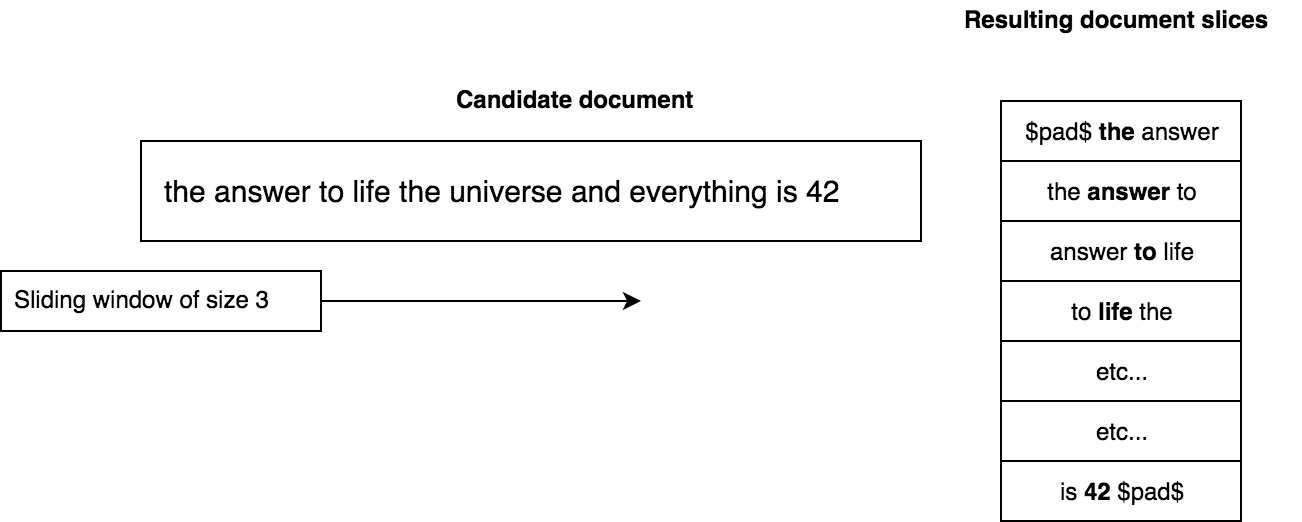 Resulting document slices
Candidate document
the answer to life the universe and everything is 42
Sliding window of size 3
$pad$ the answer
the answer to
answer to life
to life the
etc...
etc...
is 42 $pad$